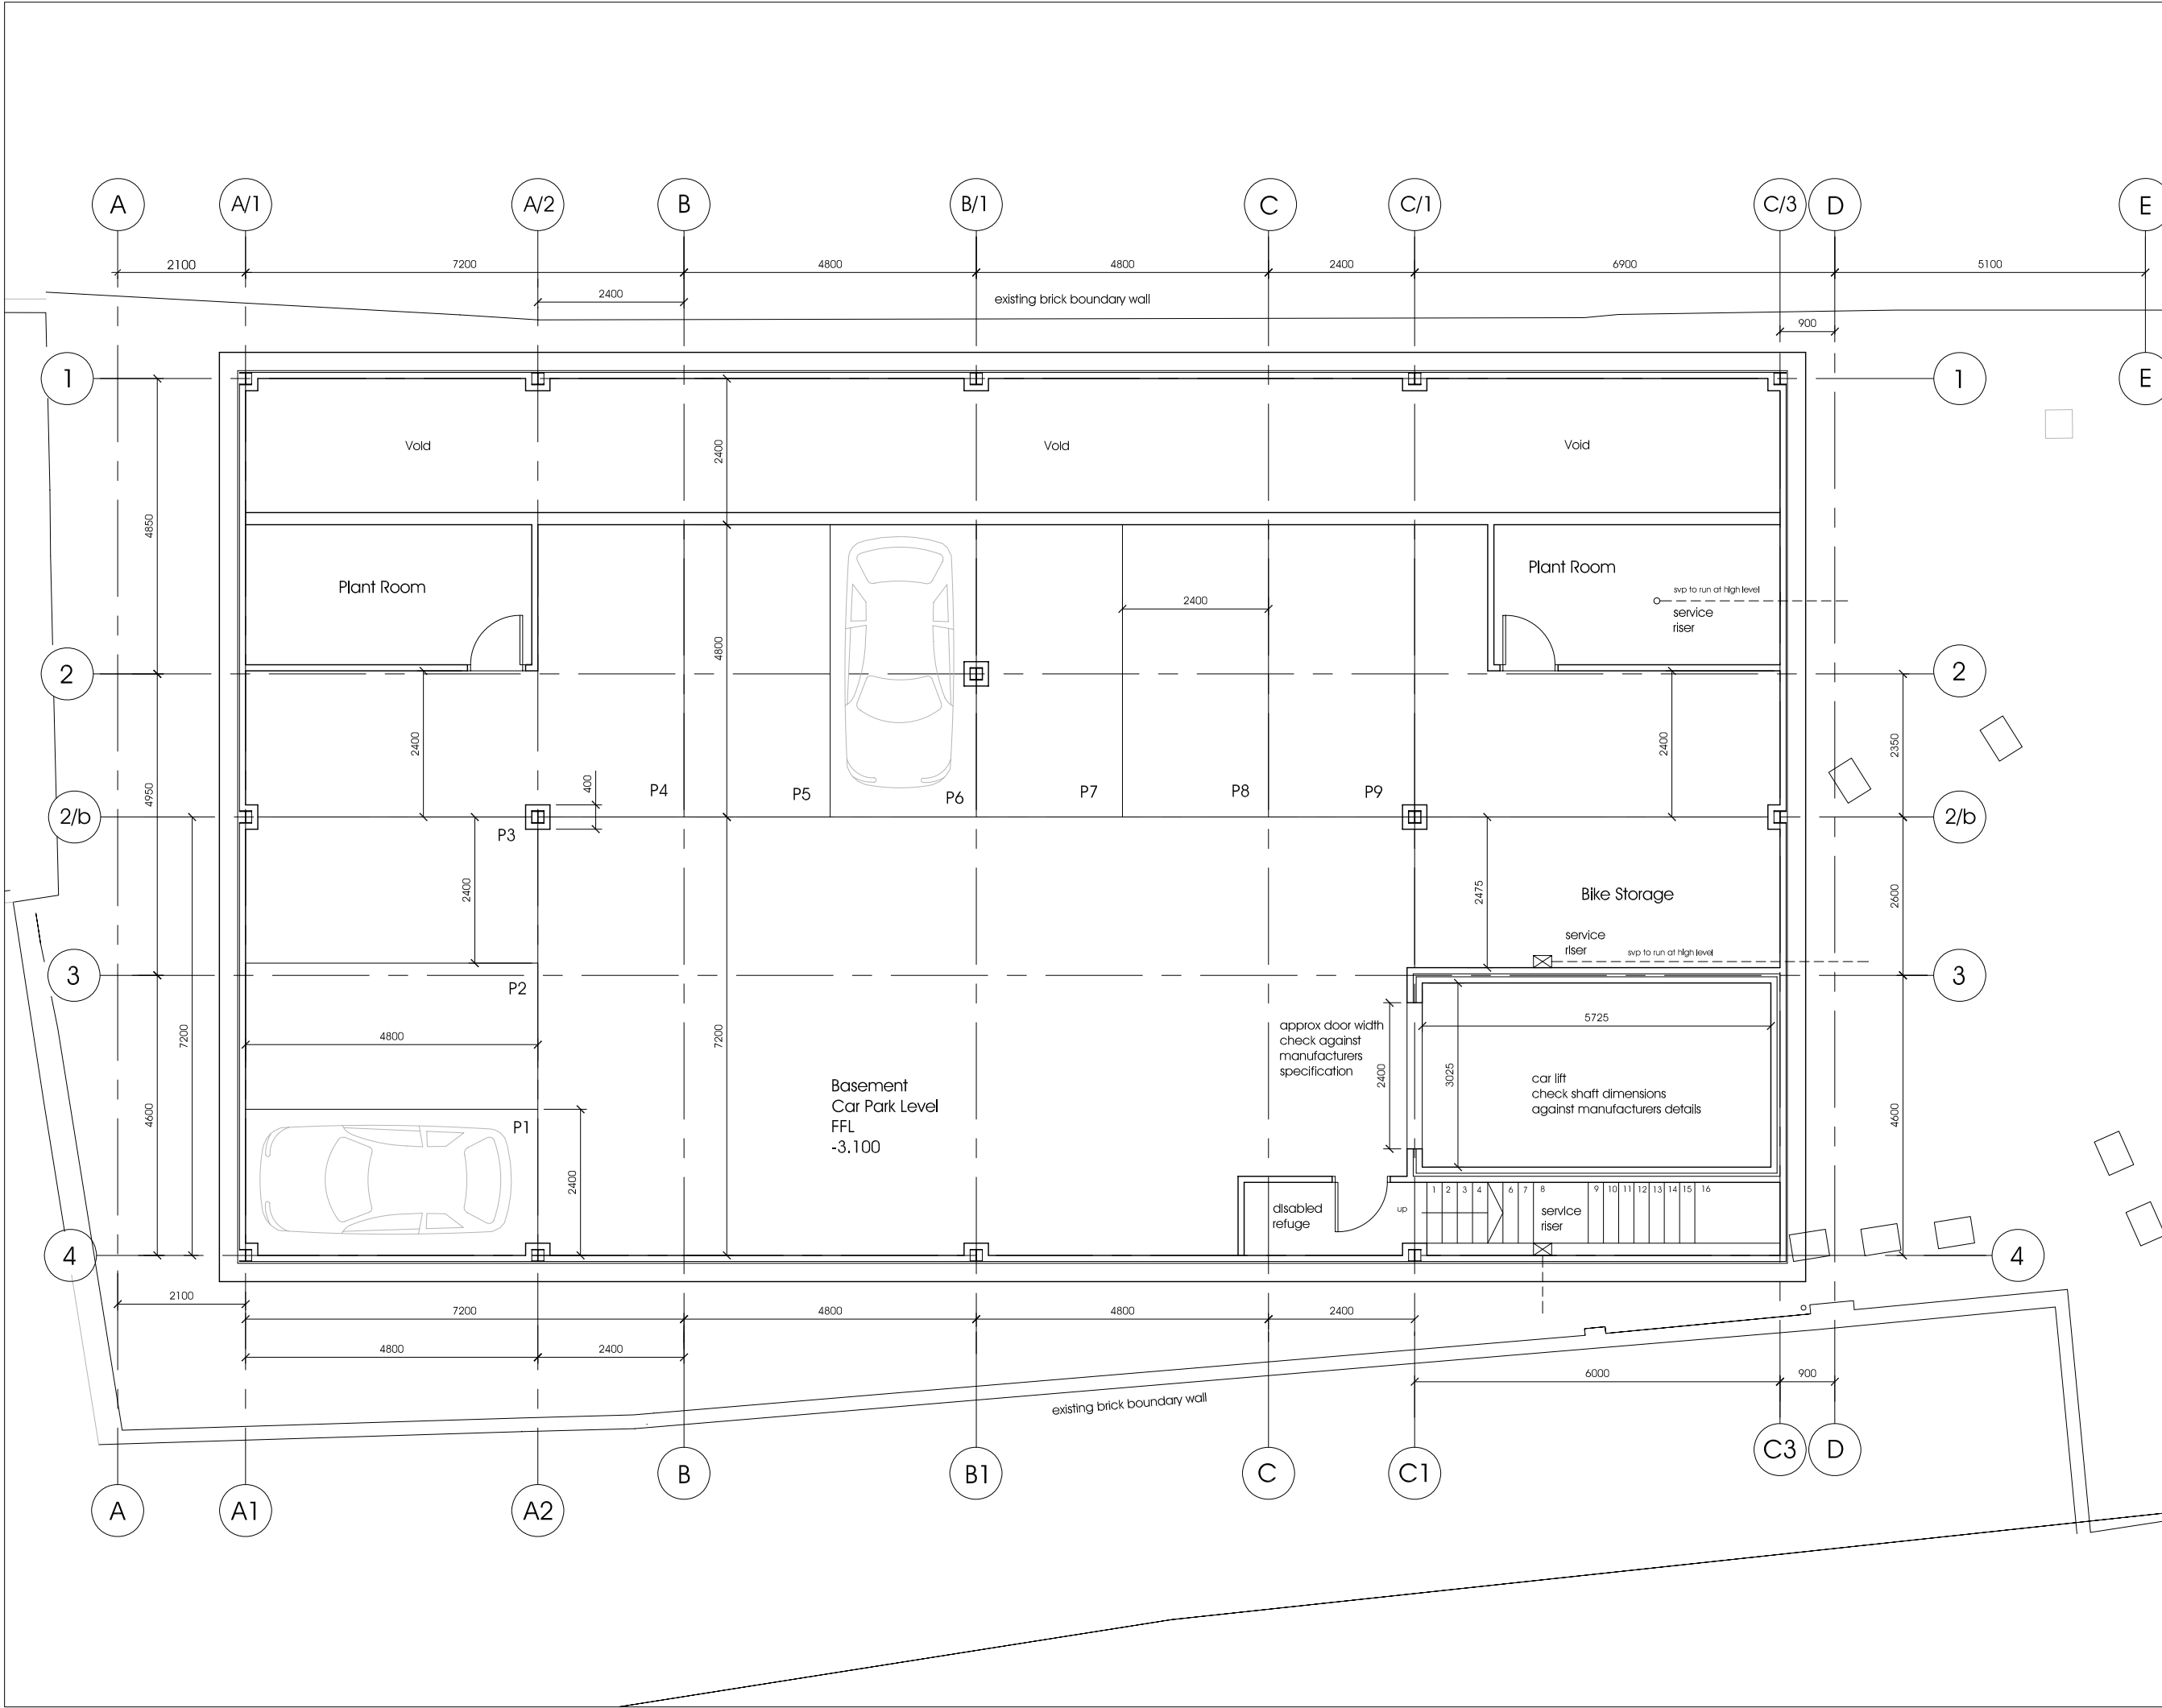 A A/1 A/2 B B/1 C C/1 C/3 D E
2100 7200 4800 4800 2400 6900 5100
2400
existing brick boundary wall
900
1 1 E
Void Void Void
2400
4850
Plant Room
Plant Room
svp to run at high level
service
riser
2400
4800
2 2
2400
2400
2350
4950
400
P4 P5 P6 P7 P8 P9
2/b 2/b
P3
2400
2475
Bike Storage
2600
service
riser
svp to run at high level
3 3
P2
4800
7200
7200
approx door width
check against
manufacturers
specification
5725
2400
3025
car lift
check shaft dimensions
against manufacturers details
Basement
Car Park Level
FFL
-3.100
4600
4600
P1
2400
disabled
refuge
up
1 2 3 4 6 7 8 9 10 11 12 13 14 15 16
service
riser
4 4
2100
7200 4800 4800 2400
4800 2400
6000 900
existing brick boundary wall
C3 D
B B1 C C1
A A1 A2